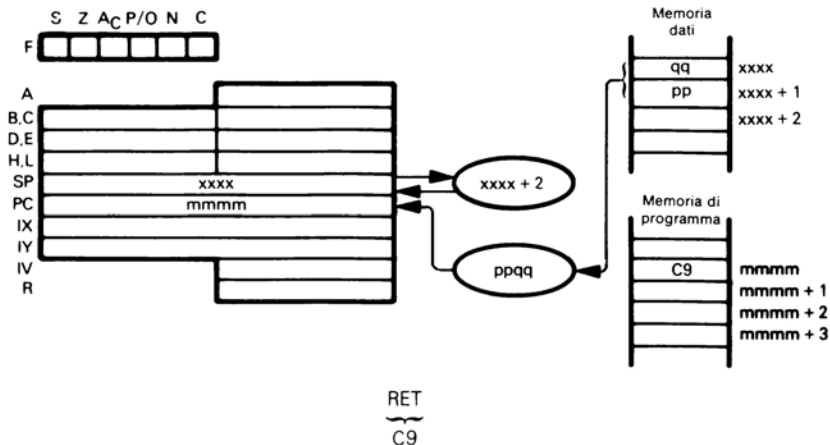 S Z AC P/O N C
F
A
B,C
D,E
H,L
SP xxxx
PC mmmm
IX
IY
IV
R
xxxx + 2
ppqq
Memoria
dati
qq xxxx
pp xxxx + 1
xxxx + 2
Memoria di
programma
C9 mmmm
mmmm + 1
mmmm + 2
mmmm + 3
RET
C9